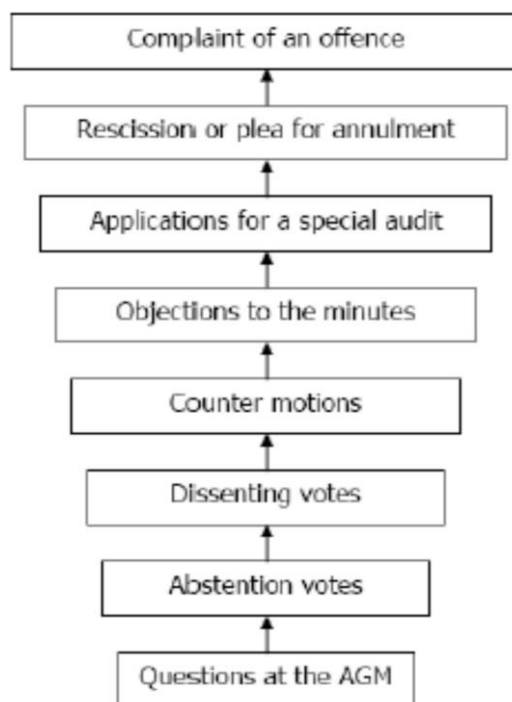 Complaint of an offence
Rescission or plea for annulment
Applications for a special audit
Objections to the minutes
Counter motions
Dissenting votes
Abstention votes
Questions at the AGM